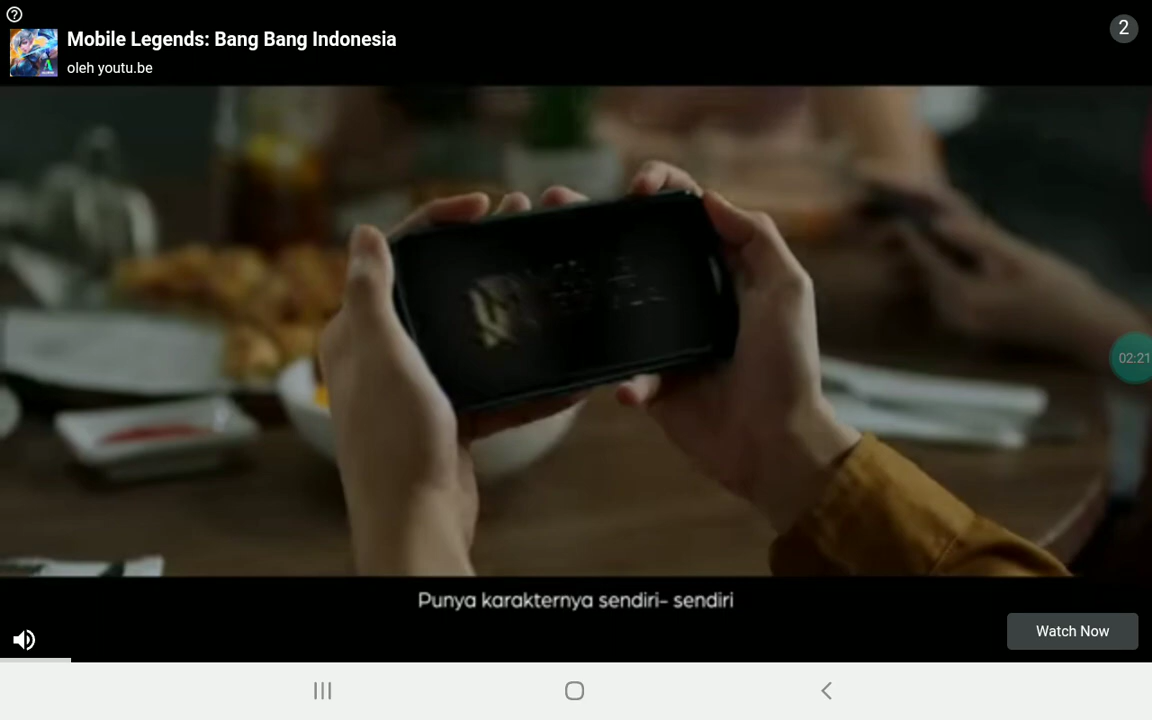 Mobile Legends: Bang Bang Indonesia
2
oleh youtu.be
02:21
Punya karakternya sendiri- sendiri
Watch Now